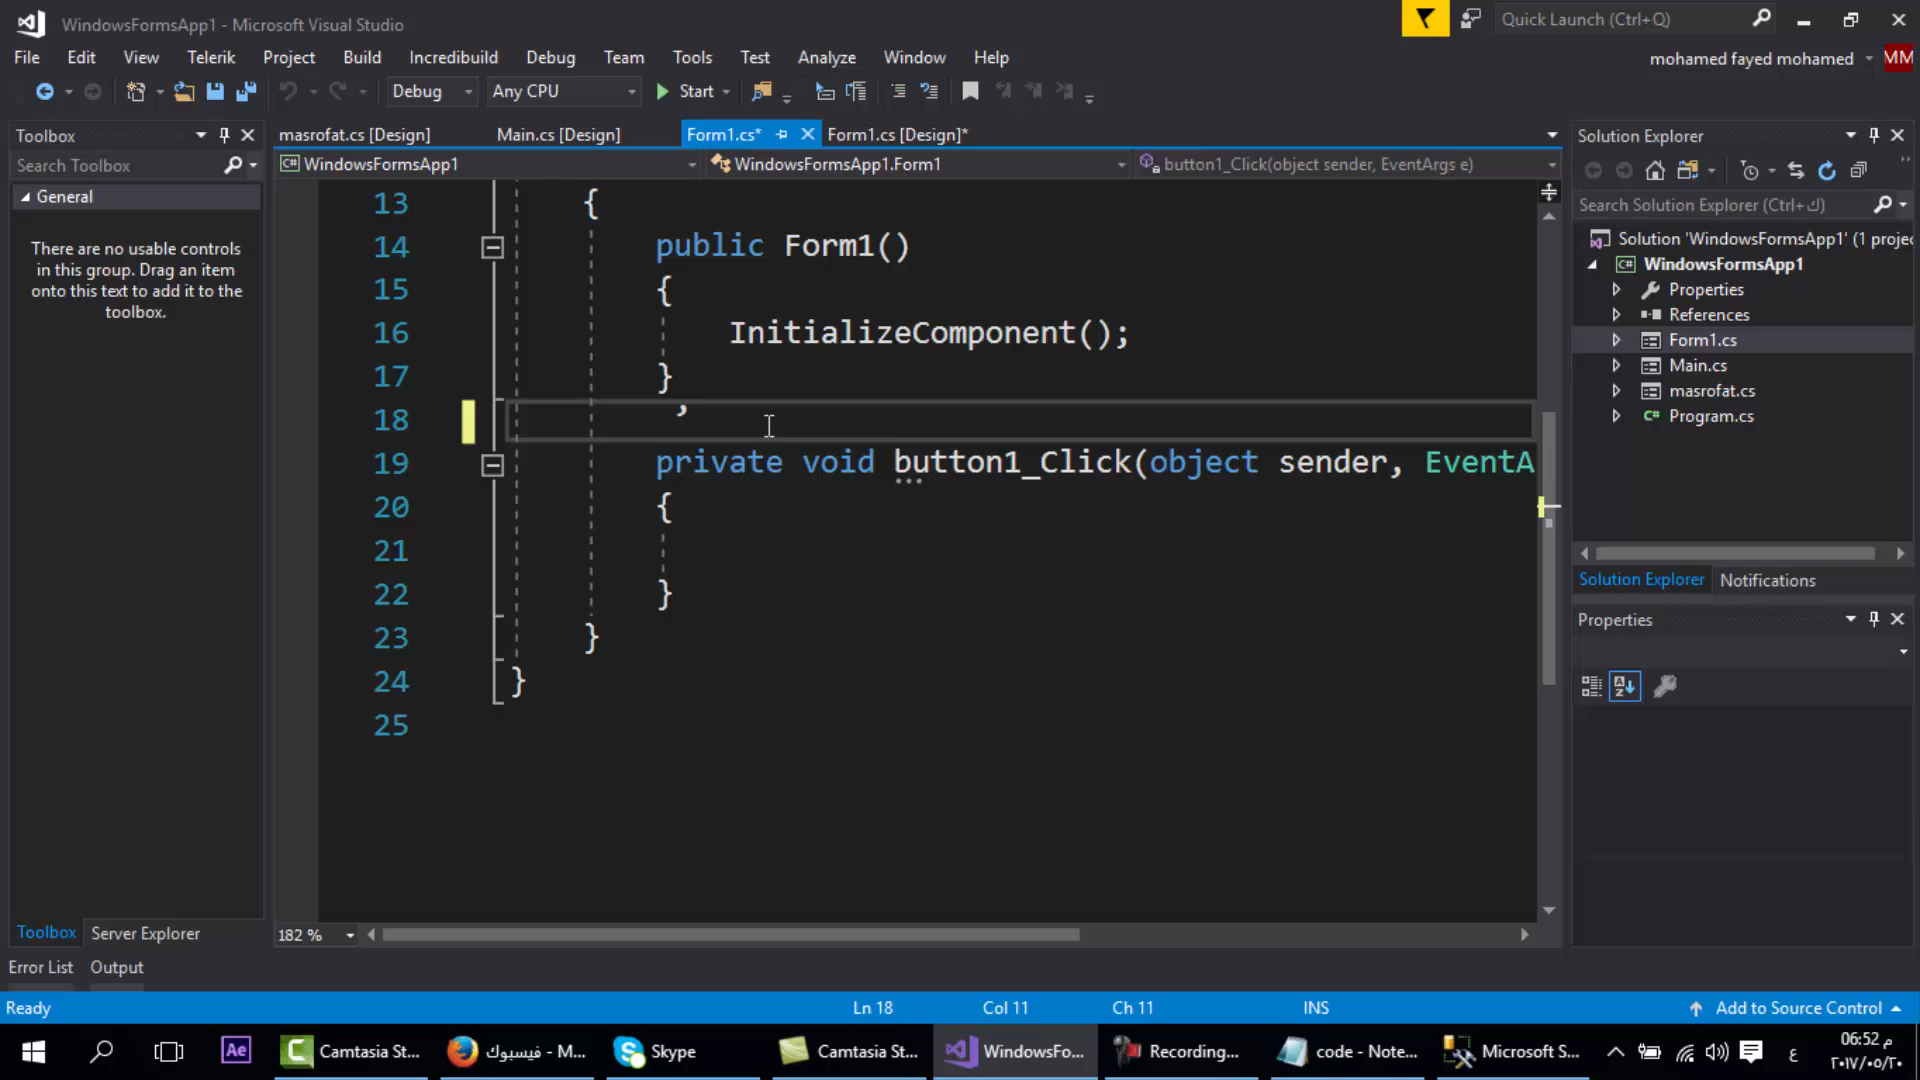 WindowsFormsApp1 - Microsoft Visual Studio
Quick Launch (Ctrl+Q)
File Edit View Telerik Project Build Incredibuild Debug Team Tools Test Analyze Window Help
mohamed fayed mohamed MM
Debug Any CPU Start
Toolbox
masrofat.cs [Design] Main.cs [Design] Form1.cs* Form1.cs [Design]*
Solution Explorer
Search Toolbox
WindowsFormsApp1 WindowsFormsApp1.Form1 button1_Click(object sender, EventArgs e)
General
There are no usable controls
in this group. Drag an item
onto this text to add it to the
toolbox.
13 {
14 public Form1()
15 {
16 InitializeComponent();
17 }
18 ,
19 private void button1_Click(object sender, EventA
20 {
21
22 }
23 }
24 }
25
Search Solution Explorer (Ctrl+ك)
Solution 'WindowsFormsApp1' (1 projec
WindowsFormsApp1
Properties
References
Form1.cs
Main.cs
masrofat.cs
Program.cs
Solution Explorer Notifications
Properties
Toolbox Server Explorer
182 %
Error List Output
Ready Ln 18 Col 11 Ch 11 INS Add to Source Control
Ae Camtasia St... فيسبوك - M... Skype Camtasia St... WindowsFo... Recording... code - Note... Microsoft S... ع
06:52 م
٢٠١٧/٠٥/٢٠